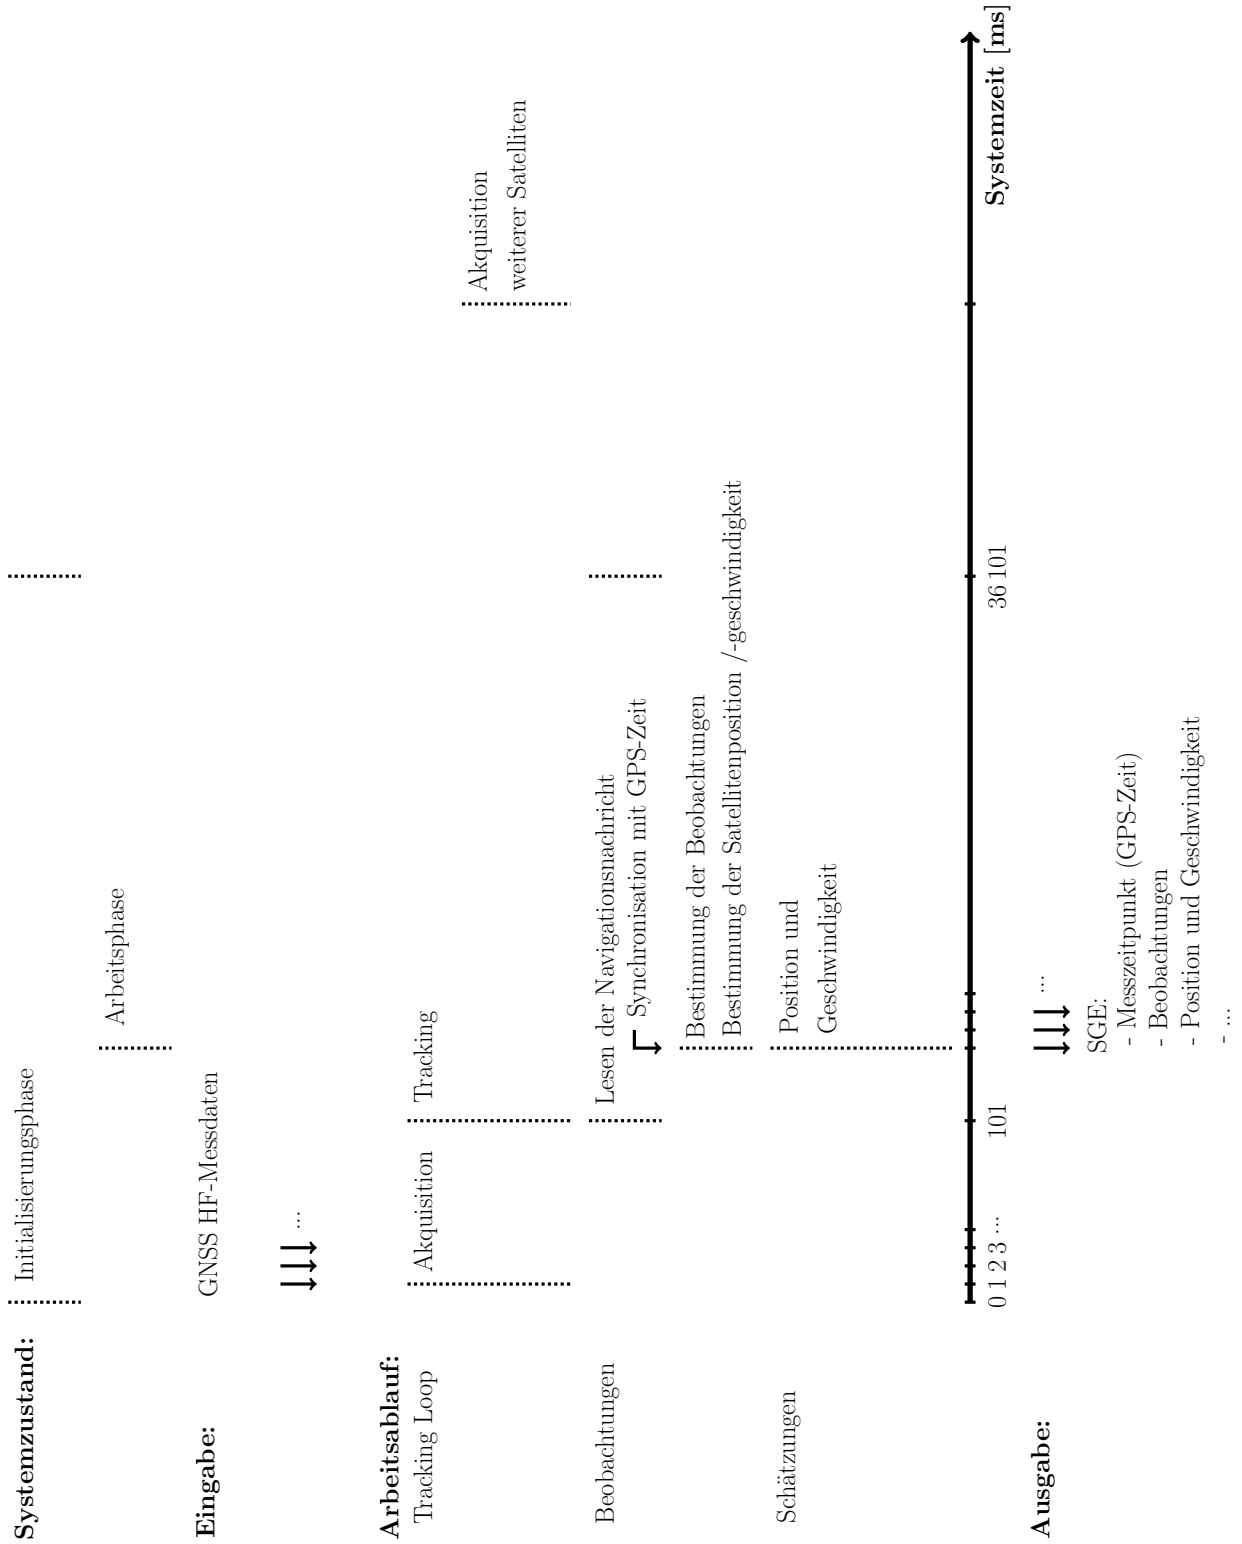 Systemzustand:
Initialisierungsphase
Arbeitsphase
Eingabe:
GNSS HF-Messdaten
...
Arbeitsablauf:
Tracking Loop
Akquisition
Tracking
Akquisition
weiterer Satelliten
Beobachtungen
Lesen der Navigationsnachricht
Synchronisation mit GPS-Zeit
Bestimmung der Beobachtungen
Bestimmung der Satellitenposition /-geschwindigkeit
Schätzungen
Position und
Geschwindigkeit
0 1 2 3 ...
101
36 101
Systemzeit [ms]
Ausgabe:
...
SGE:
- Messzeitpunkt (GPS-Zeit)
- Beobachtungen
- Position und Geschwindigkeit
- ...